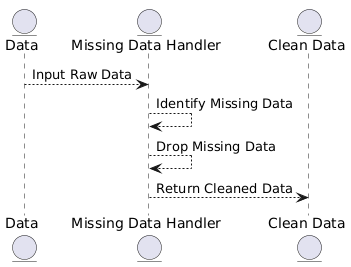 Data Missing Data Handler Clean Data
Input Raw Data
Identify Missing Data
Drop Missing Data
Return Cleaned Data
Data Missing Data Handler Clean Data